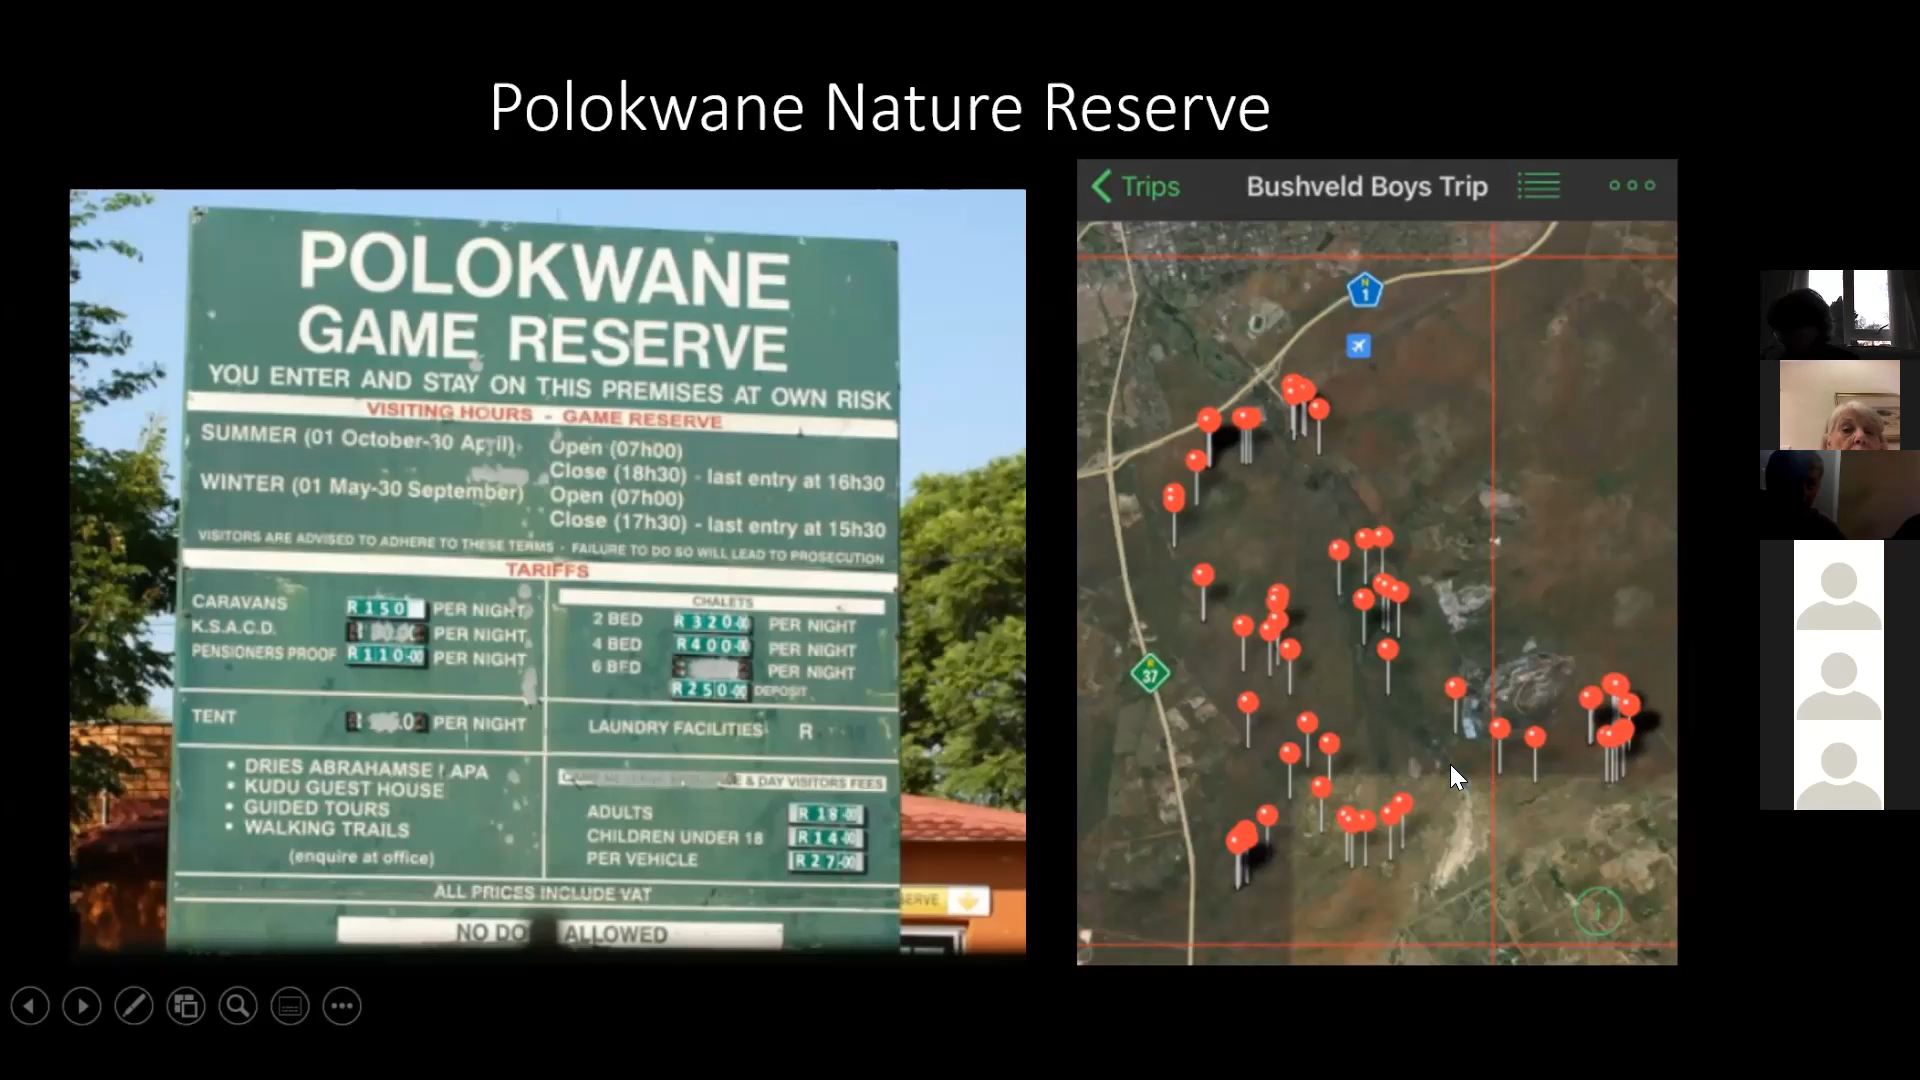 Polokwane Nature Reserve
POLOKWANE
GAME RESERVE
YOU ENTER AND STAY ON THIS PREMISES AT OWN RISK
VISITING HOURS - GAME RESERVE
SUMMER (01 October-30 April) Open (07h00)
Close (18h30) - last entry at 16h30
WINTER (01 May-30 September) Open (07h00)
Close (17h30) - last entry at 15h30
VISITORS ARE ADVISED TO ADHERE TO THESE TERMS - FAILURE TO DO SO WILL LEAD TO PROSECUTION
TARIFFS
CARAVANS R150 PER NIGHT
K.S.A.C.D. PER NIGHT
PENSIONERS PROOF R110-00 PER NIGHT
TENT PER NIGHT
• DRIES ABRAHAMSE LAPA
• KUDU GUEST HOUSE
• GUIDED TOURS
• WALKING TRAILS
(enquire at office)
CHALETS
2 BED R320-00 PER NIGHT
4 BED R400-00 PER NIGHT
6 BED PER NIGHT
R250-00 DEPOSIT
LAUNDRY FACILITIES R
& DAY VISITORS FEES
ADULTS R18-00
CHILDREN UNDER 18 R14-00
PER VEHICLE R27-00
ALL PRICES INCLUDE VAT
NO DO ALLOWED
SERVE
Trips
Bushveld Boys Trip
N
1
R
37